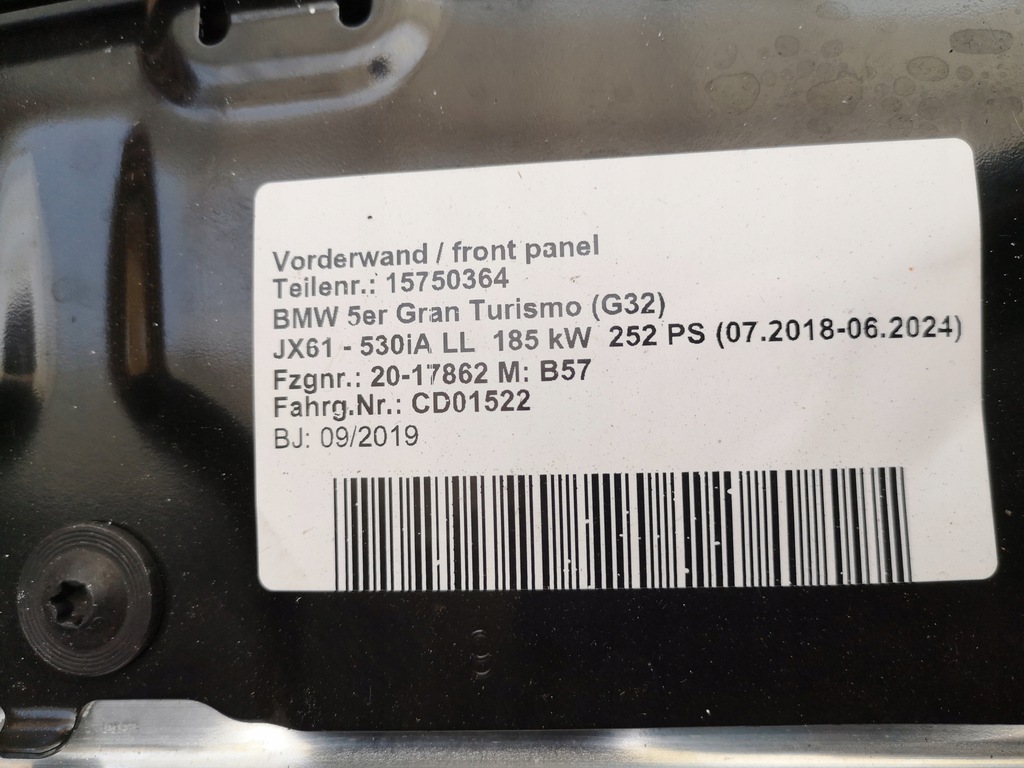 Vorderwand / front panel
Teilenr.: 15750364
BMW 5er Gran Turismo (G32)
JX61 - 530iA LL 185 kW 252 PS (07.2018-06.2024)
Fzgnr.: 20-17862 M: B57
Fahrg.Nr.: CD01522
BJ: 09/2019